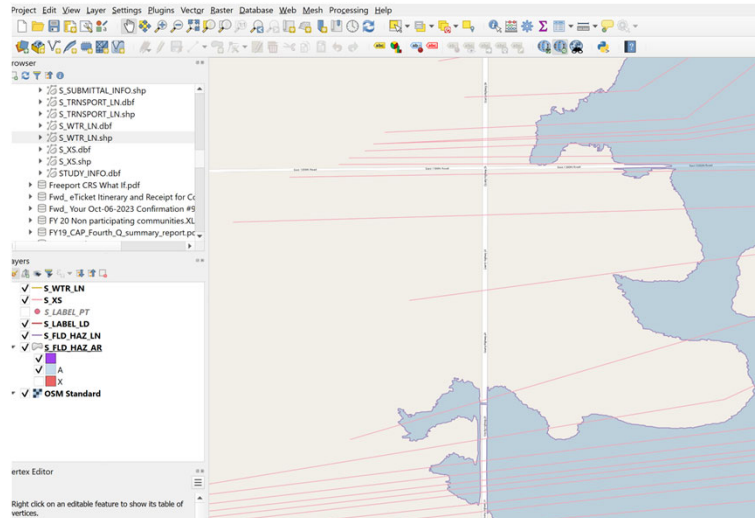 Project Edit View Layer Settings Plugins Vector Raster Database Web Mesh Processing Help
rowser
S_SUBMITTAL_INFO.shp
S_TRNSPORT_LN.dbf
S_TRNSPORT_LN.shp
S_WTR_LN.dbf
S_WTR_LN.shp
S_XS.dbf
S_XS.shp
STUDY_INFO.dbf
Freeport CRS What If.pdf
Fwd_ eTicket Itinerary and Receipt for Cc
Fwd_ Your Oct-06-2023 Confirmation #9
FY 20 Non participating communities.XL
FY19_CAP_Fourth_Q_summary_report.pc
ayers
S_WTR_LN
S_XS
S_LABEL_PT
S_LABEL_LD
S_FLD_HAZ_LN
S_FLD_HAZ_AR
A
X
OSM Standard
ertex Editor
Right click on an editable feature to show its table of
vertices.